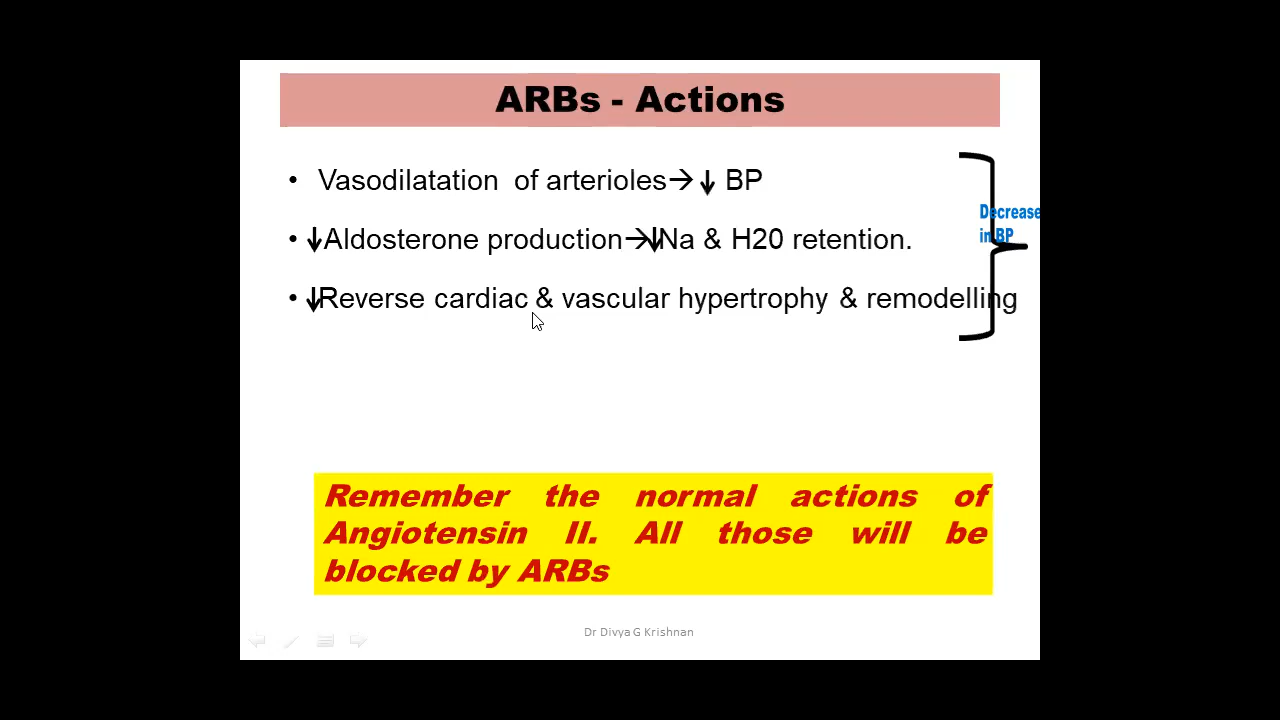 ARBs - Actions
• Vasodilatation of arterioles→ ↓ BP
• ↓Aldosterone production→↓Na & H20 retention.
• ↓Reverse cardiac & vascular hypertrophy & remodelling
Decrease
in BP
Remember the normal actions of
Angiotensin II. All those will be
blocked by ARBs
Dr Divya G Krishnan